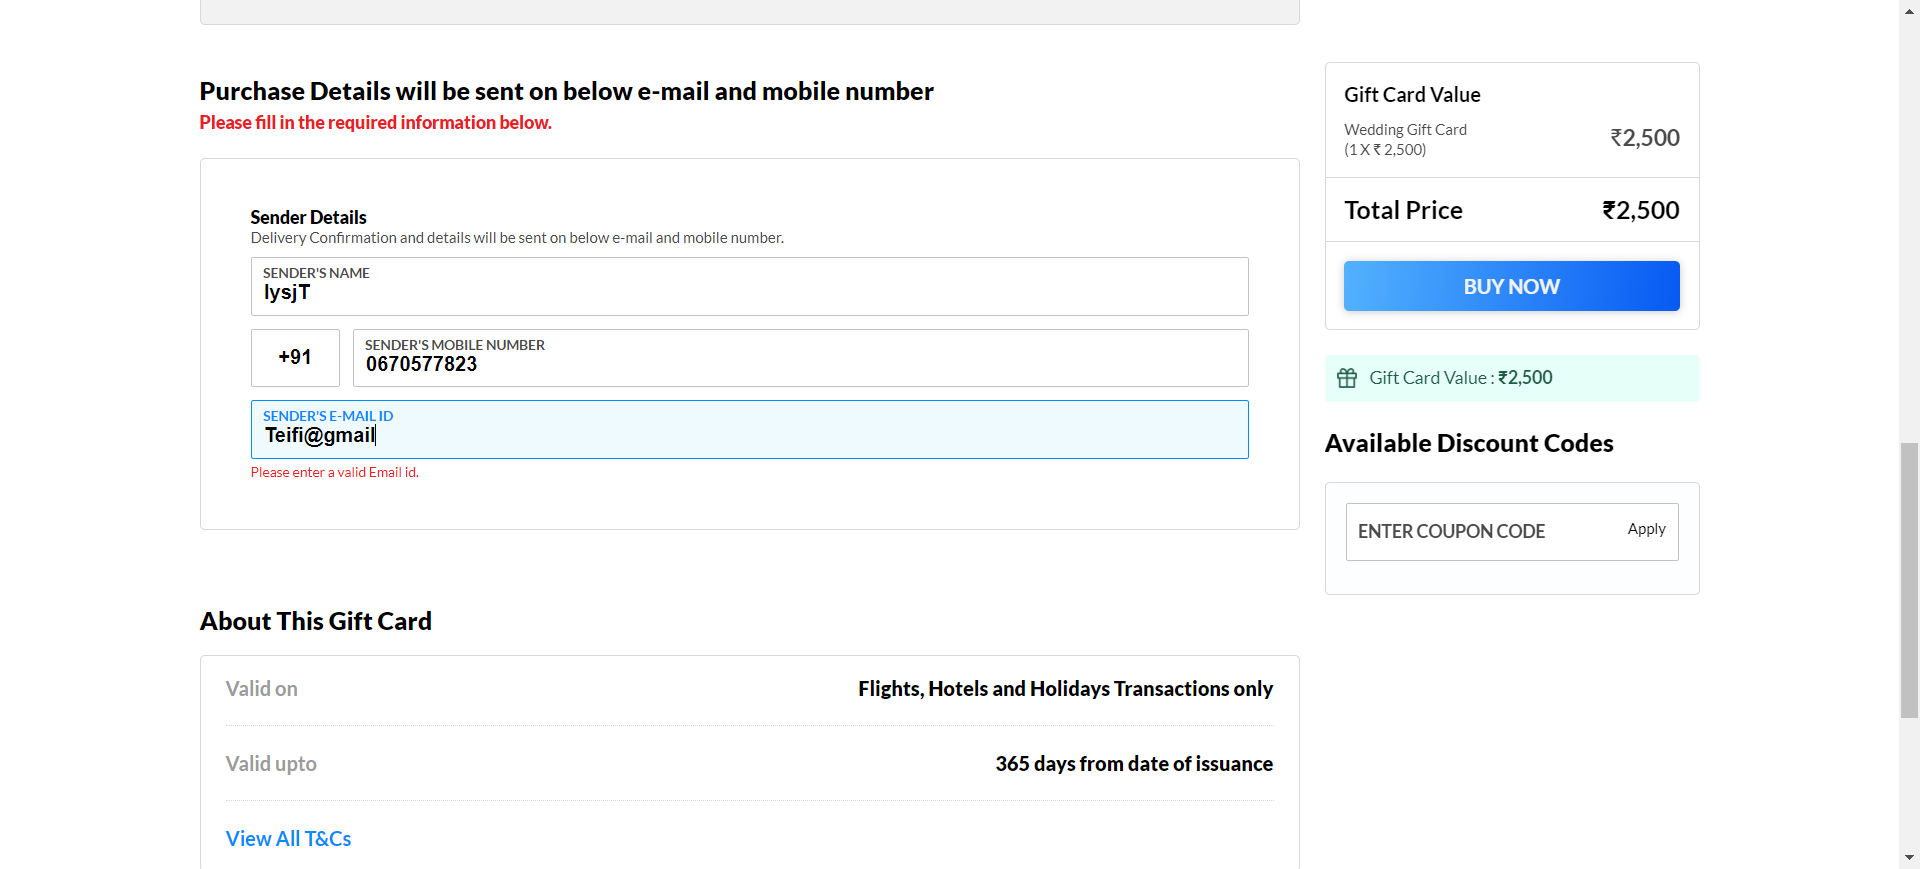 Purchase Details will be sent on below e-mail and mobile number
Please fill in the required information below.
Sender Details
Delivery Confirmation and details will be sent on below e-mail and mobile number.
SENDER'S NAME
IysjT
+91
SENDER'S MOBILE NUMBER
0670577823
SENDER'S E-MAIL ID
Teifi@gmail
Please enter a valid Email id.
About This Gift Card
Valid on
Flights, Hotels and Holidays Transactions only
Valid upto
365 days from date of issuance
View All T&Cs
Gift Card Value
Wedding Gift Card
(1 X ₹ 2,500)
₹2,500
Total Price
₹2,500
BUY NOW
Gift Card Value : ₹2,500
Available Discount Codes
ENTER COUPON CODE
Apply